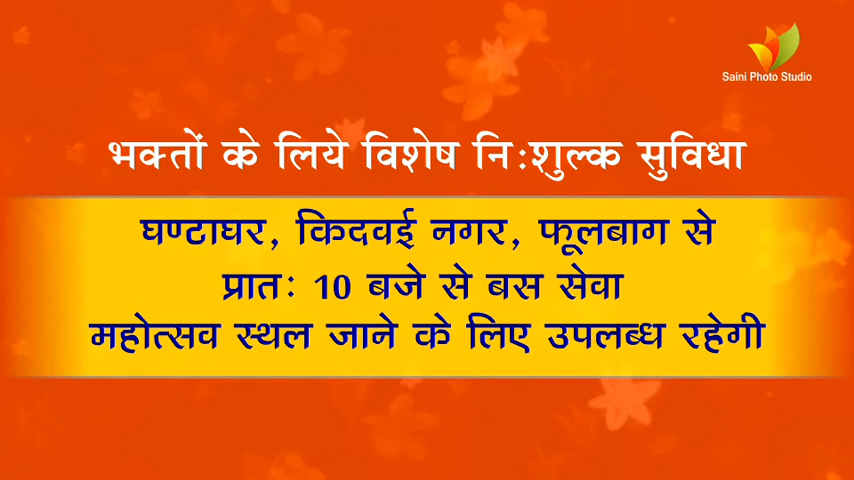 Saini Photo Studio
भक्तों के लिये विशेष निःशुल्क सुविधा
घण्टाघर, किदवई नगर, फूलबाग से
प्रातः 10 बजे से बस सेवा
महोत्सव स्थल जाने के लिए उपलब्ध रहेगी